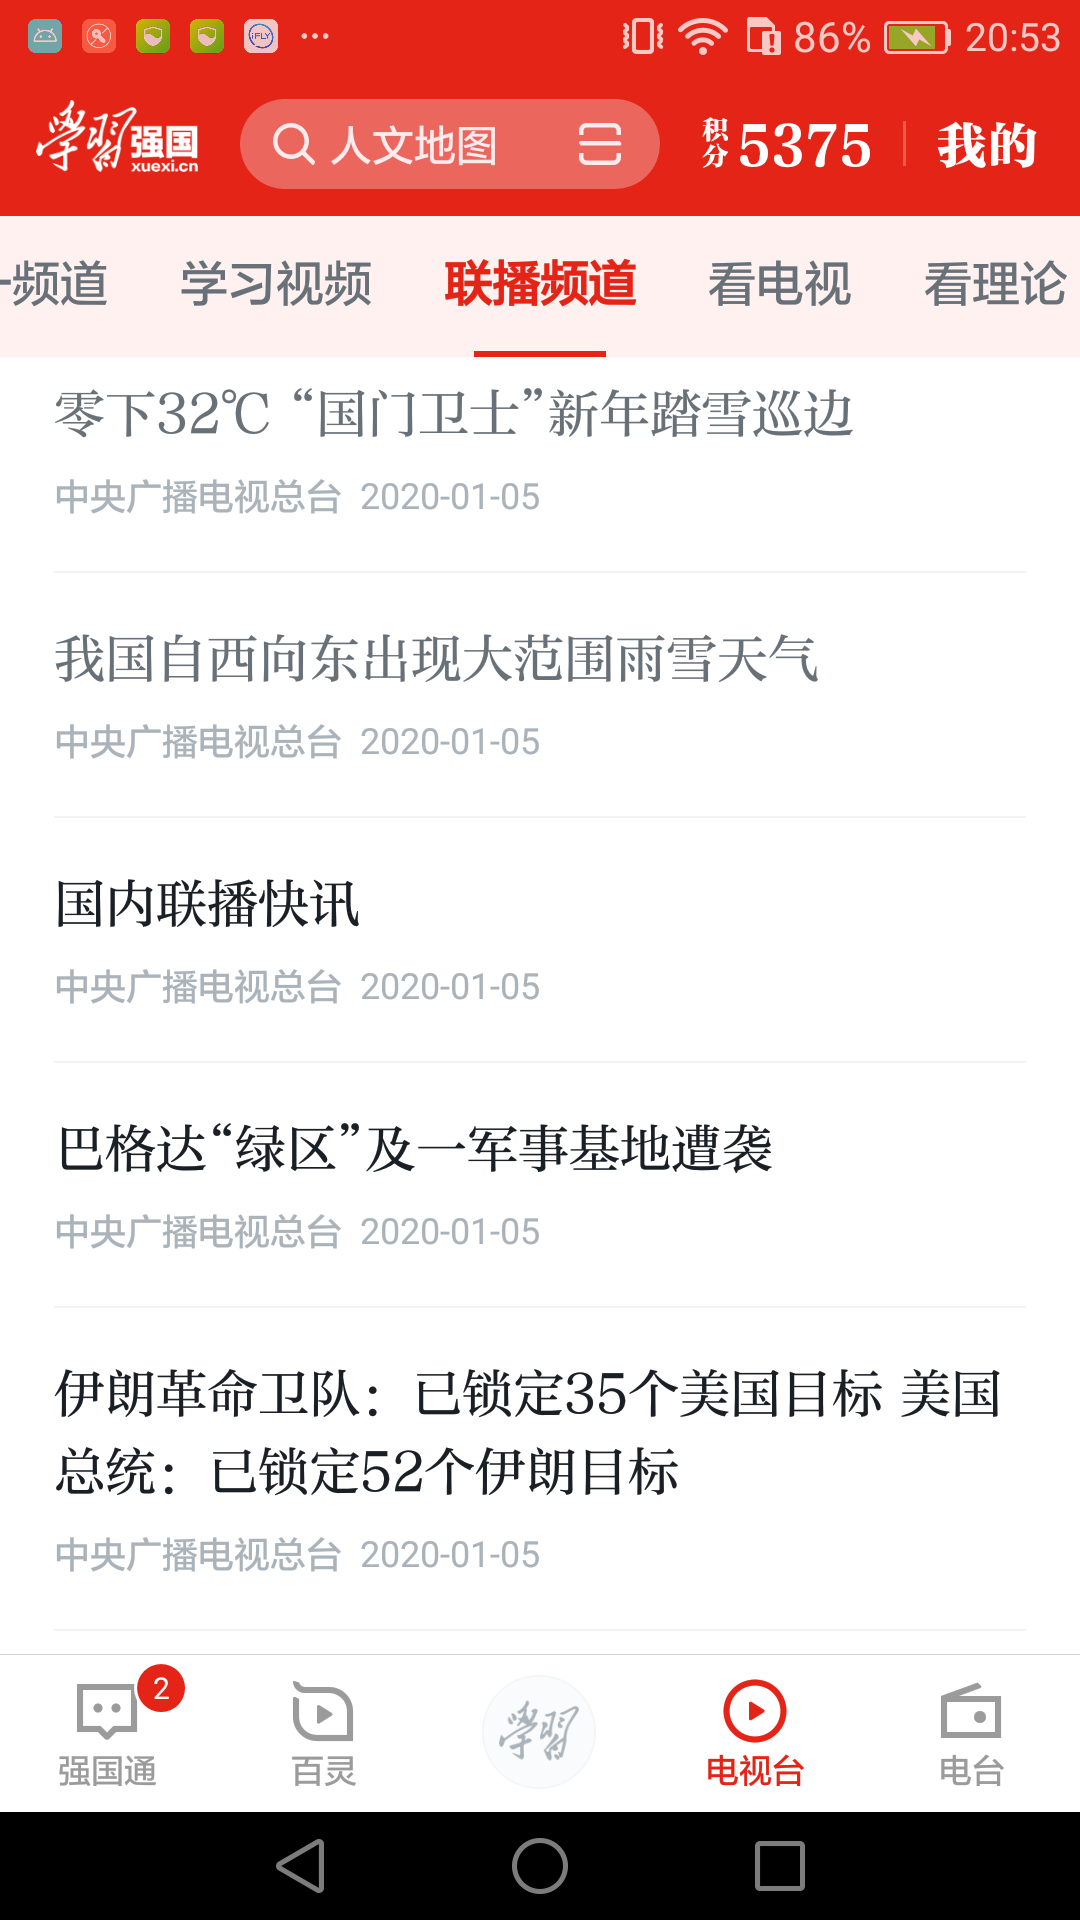 iFLY
86% 20:53
学習强国
xuexi.cn
人文地图
积分 5375
我的
频道 学习视频 联播频道 看电视 看理论
零下32℃ “国门卫士”新年踏雪巡边
中央广播电视总台 2020-01-05
我国自西向东出现大范围雨雪天气
中央广播电视总台 2020-01-05
国内联播快讯
中央广播电视总台 2020-01-05
巴格达“绿区”及一军事基地遭袭
中央广播电视总台 2020-01-05
伊朗革命卫队：已锁定35个美国目标 美国
总统：已锁定52个伊朗目标
中央广播电视总台 2020-01-05
2
学習
强国通 百灵 电视台 电台